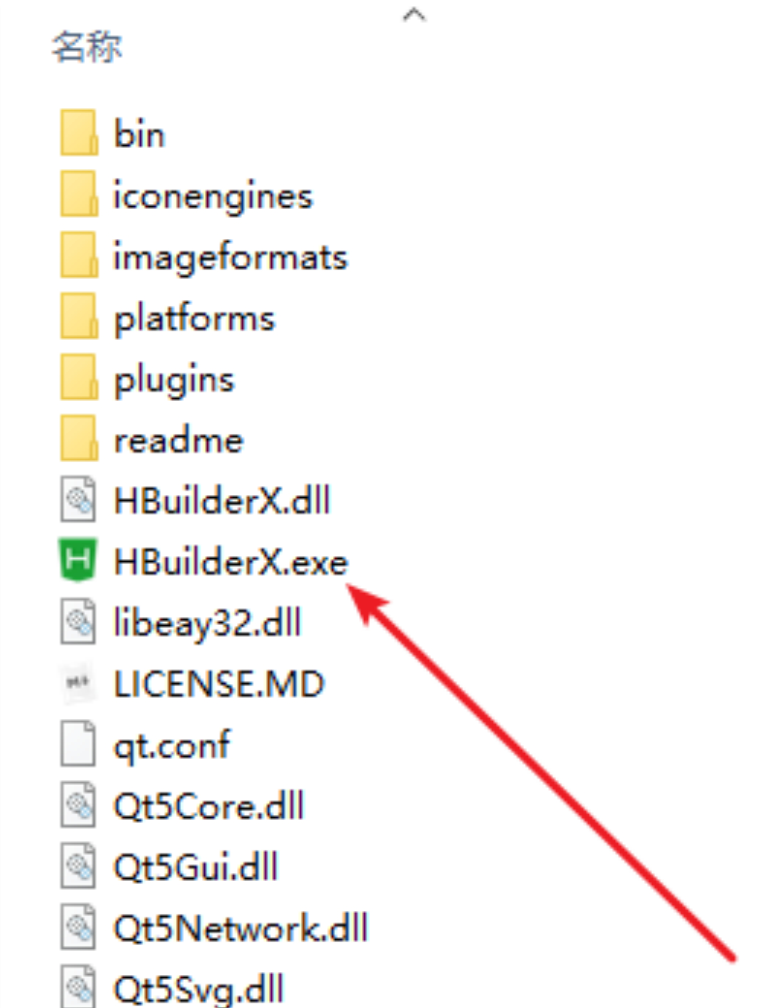 名称
bin
iconengines
imageformats
platforms
plugins
readme
HBuilderX.dll
H
HBuilderX.exe
libeay32.dll
M↓
LICENSE.MD
qt.conf
Qt5Core.dll
Qt5Gui.dll
Qt5Network.dll
Qt5Svg.dll